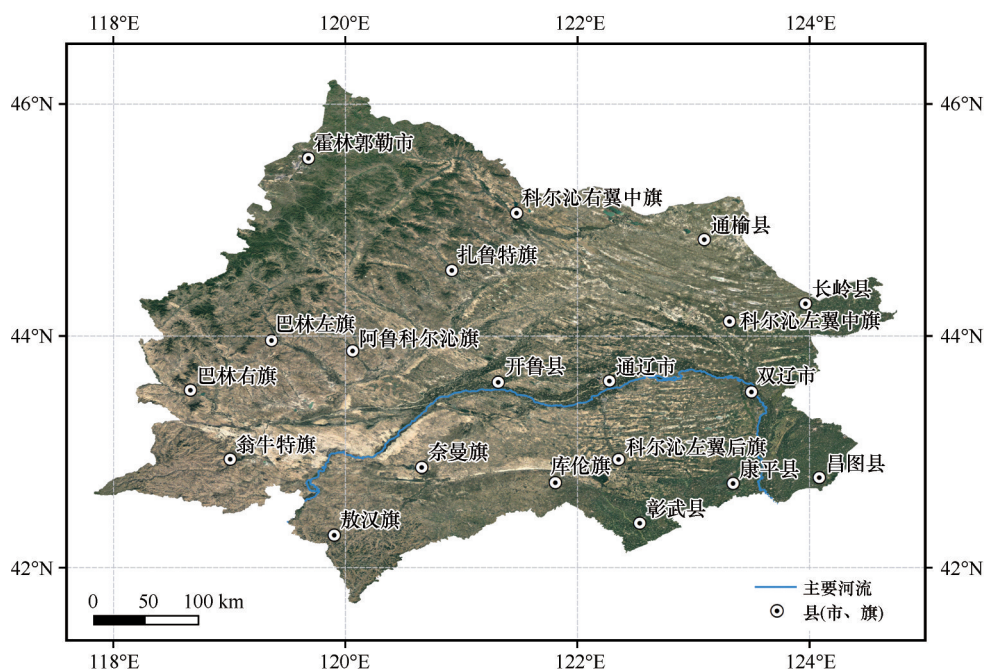 118°E 120°E 122°E 124°E
46°N 46°N
霍林郭勒市
科尔沁右翼中旗
通榆县
扎鲁特旗
长岭县
科尔沁左翼中旗
巴林左旗
阿鲁科尔沁旗
44°N 44°N
开鲁县
通辽市
双辽市
巴林右旗
翁牛特旗
奈曼旗
科尔沁左翼后旗
库伦旗
康平县
昌图县
彰武县
敖汉旗
42°N 42°N
主要河流
县(市、旗)
0 50 100 km
118°E 120°E 122°E 124°E